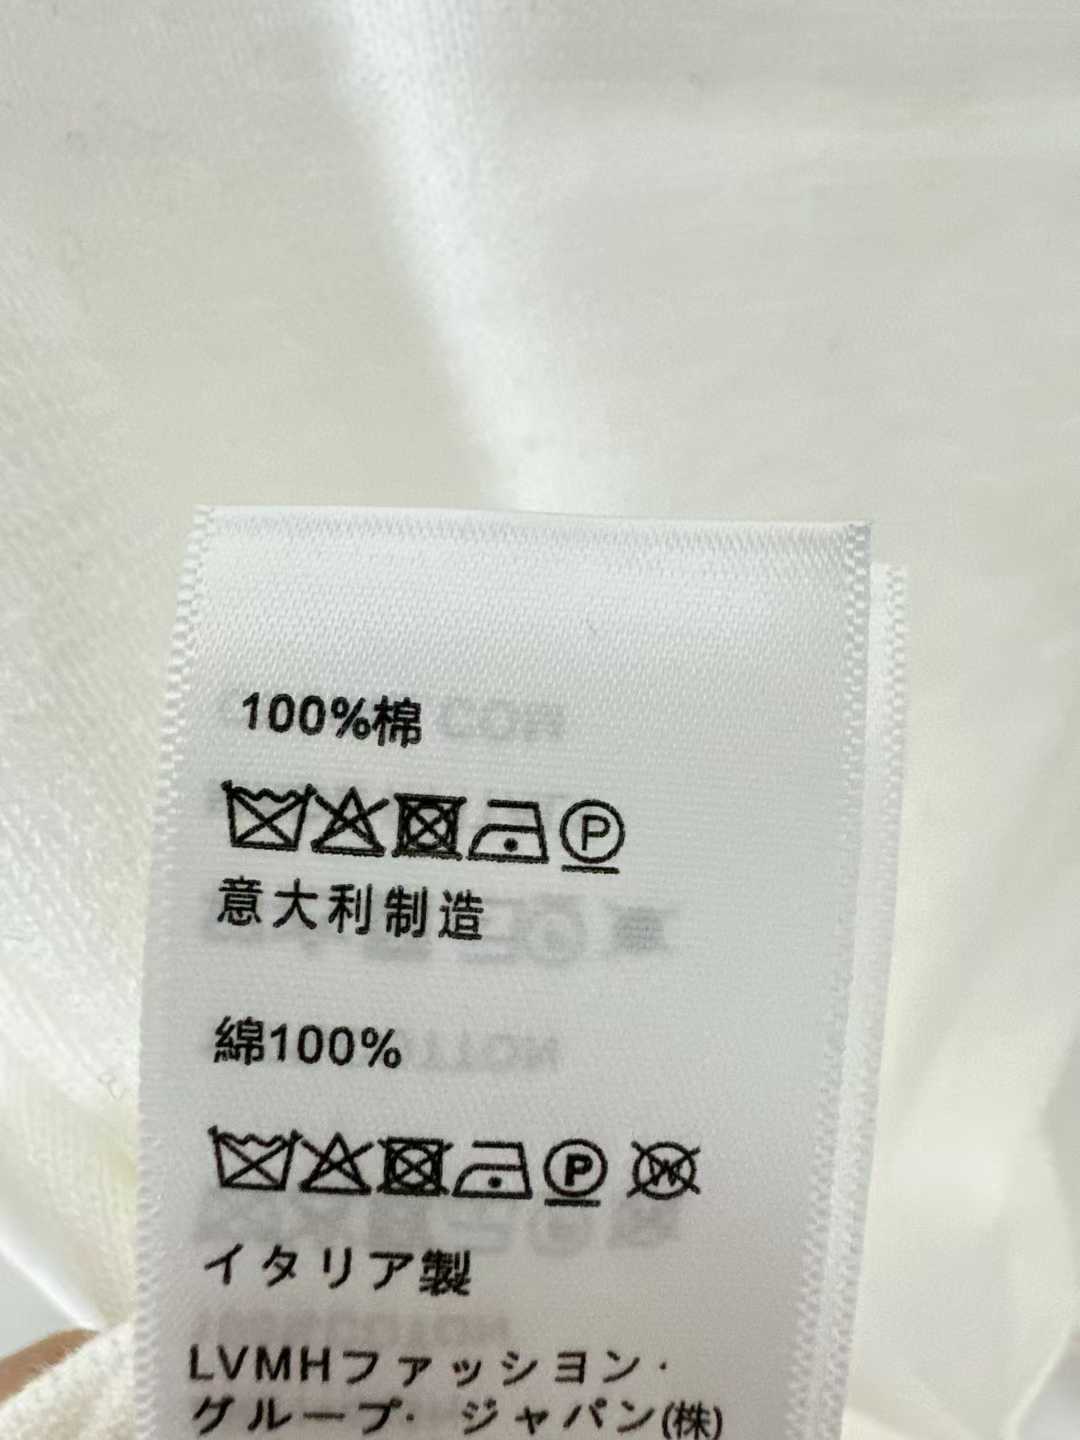 100%棉
P
意大利制造
綿100%
P W
イタリア製
LVMHファッション・
グループ・ ジャパン(株)